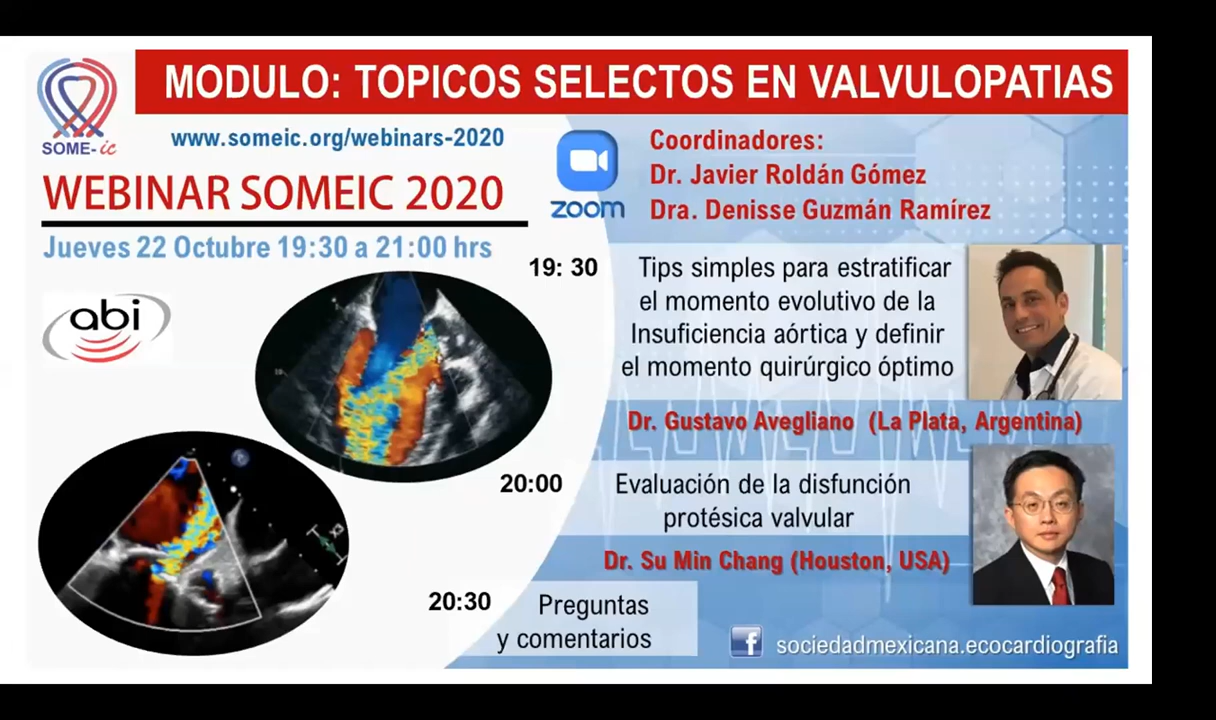 MODULO: TOPICOS SELECTOS EN VALVULOPATIAS
SOME-ic
www.someic.org/webinars-2020
WEBINAR SOMEIC 2020
Jueves 22 Octubre 19:30 a 21:00 hrs
abi
zoom
Coordinadores:
Dr. Javier Roldán Gómez
Dra. Denisse Guzmán Ramírez
19: 30
Tips simples para estratificar
el momento evolutivo de la
Insuficiencia aórtica y definir
el momento quirúrgico óptimo
Dr. Gustavo Avegliano (La Plata, Argentina)
20:00
Evaluación de la disfunción
protésica valvular
Dr. Su Min Chang (Houston, USA)
20:30
Preguntas
y comentarios
f
sociedadmexicana.ecocardiografia